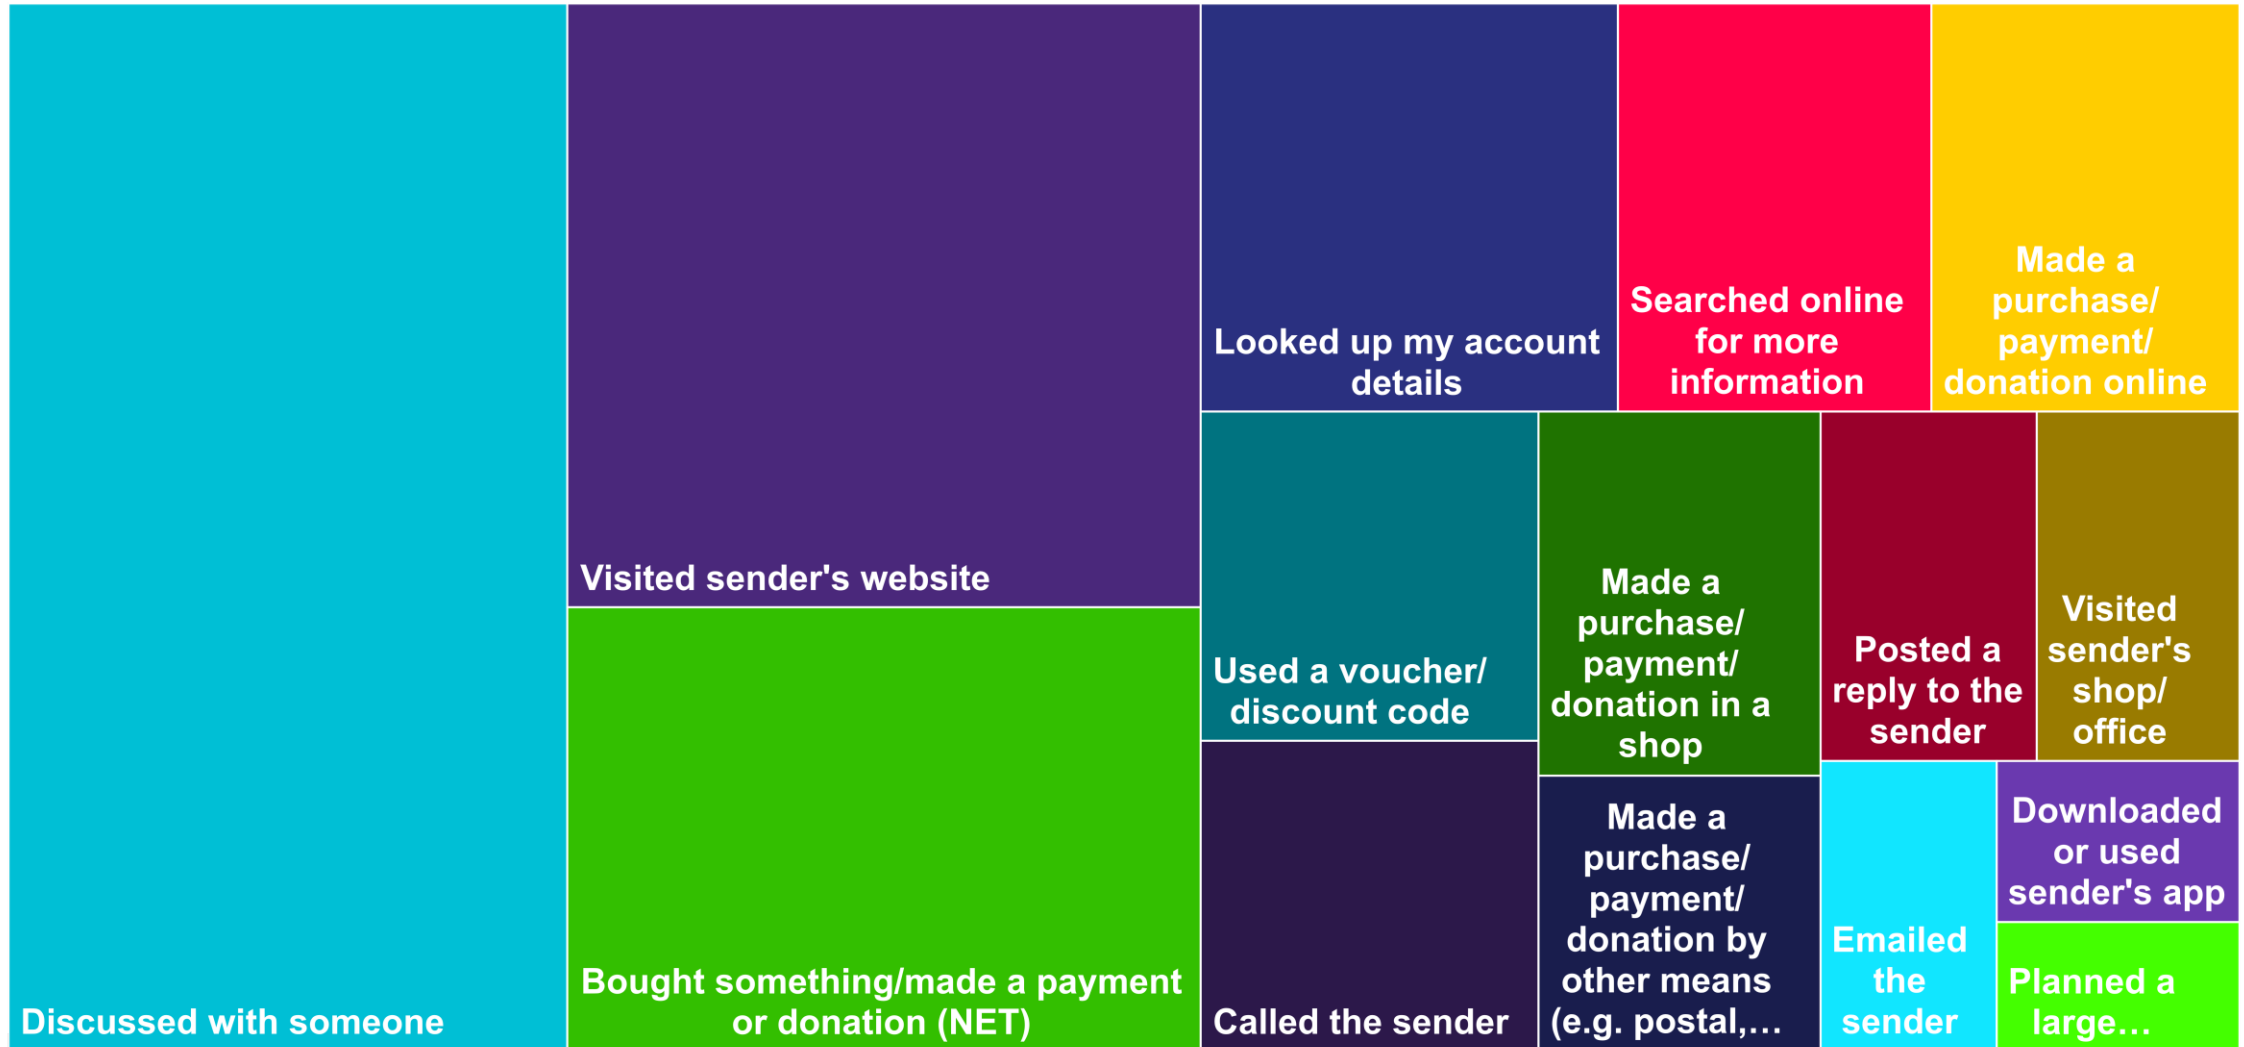 Discussed with someone
Visited sender's website
Bought something/made a payment
or donation (NET)
Looked up my account
details
Searched online
for more
information
Made a
purchase/
payment/
donation online
Used a voucher/
discount code
Called the sender
Made a
purchase/
payment/
donation in a
shop
Made a
purchase/
payment/
donation by
other means
(e.g. postal,…
Posted a
reply to the
sender
Visited
sender's
shop/
office
Emailed
the
sender
Downloaded
or used
sender's app
Planned a
large…